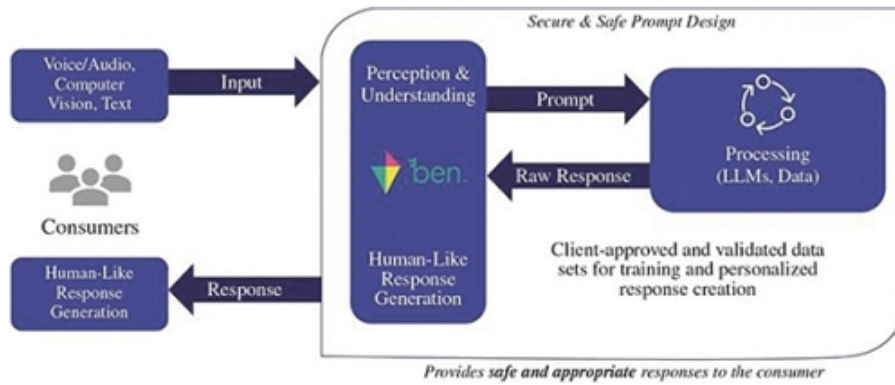 Secure & Safe Prompt Design
Voice/Audio,
Computer
Vision, Text
Input
Perception &
Understanding
Prompt
Processing
(LLMs, Data)
ben.
Raw Response
Consumers
Human-Like
Response
Generation
Response
Human-Like
Response
Generation
Client-approved and validated data
sets for training and personalized
response creation
Provides safe and appropriate responses to the consumer